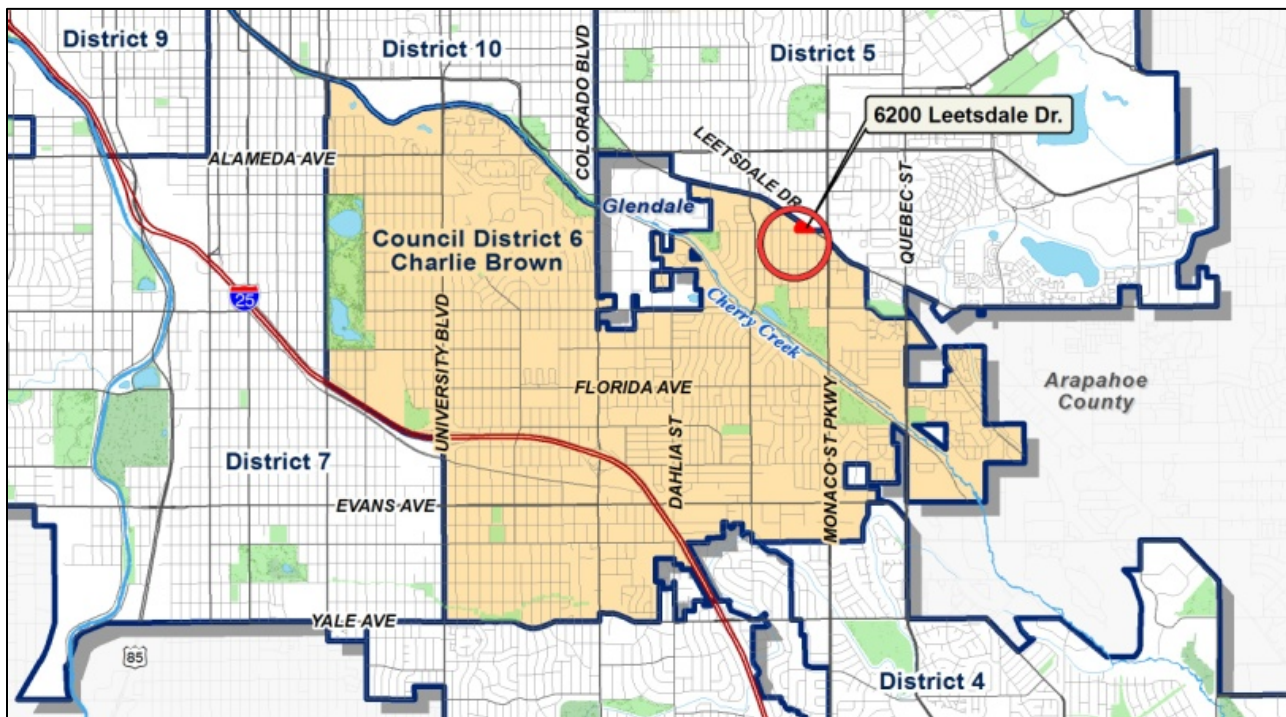 District 9
District 10
COLORADO BLVD
District 5
6200 Leetsdale Dr.
ALAMEDA AVE
LEETSDALE DR
QUEBEC ST
Glendale
Council District 6
Charlie Brown
25
UNIVERSITY BLVD
Cherry Creek
FLORIDA AVE
Arapahoe
County
MONACO ST PKWY
DAHLIA ST
District 7
EVANS AVE
YALE AVE
85
District 4